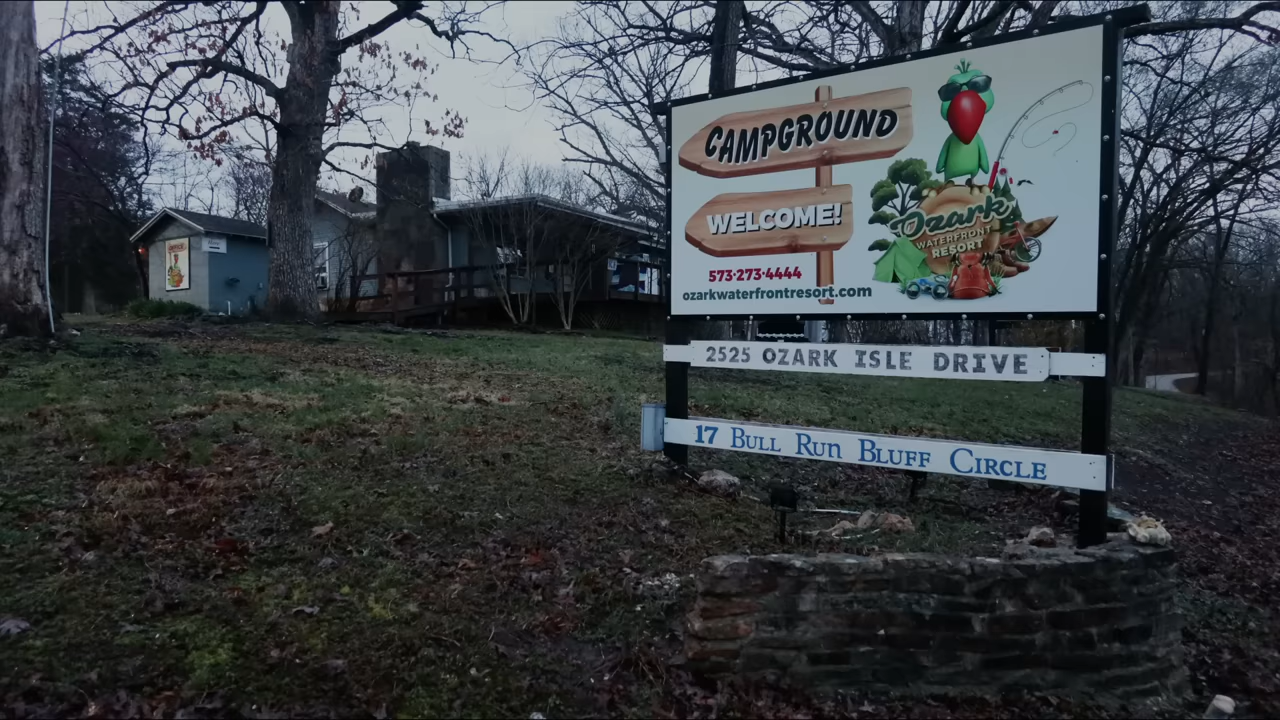 CAMPGROUND
WELCOME!
573-273-4444
ozarkwaterfrontresort.com
Ozark
WATERFRONT
RESORT
2525 OZARK ISLE DRIVE
17 BULL RUN BLUFF CIRCLE